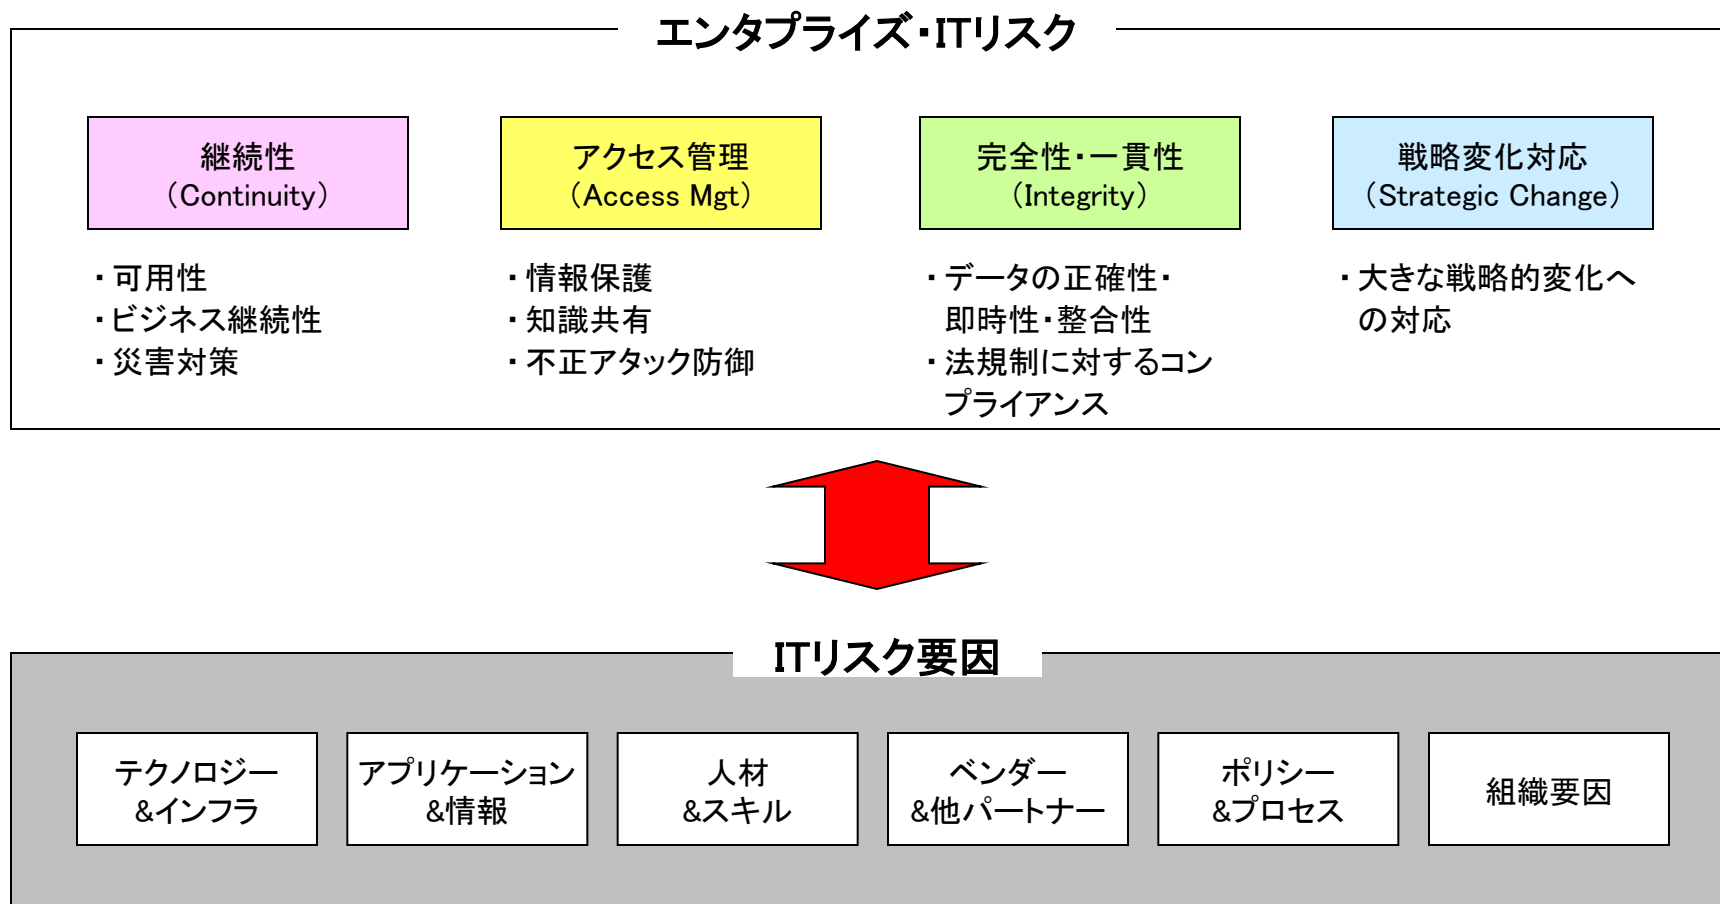 エンタプライズ・ITリスク
継続性
（Continuity）
・可用性
・ビジネス継続性
・災害対策
アクセス管理
（Access Mgt）
・情報保護
・知識共有
・不正アタック防御
完全性・一貫性
（Integrity）
・データの正確性・
即時性・整合性
・法規制に対するコン
プライアンス
戦略変化対応
（Strategic Change）
・大きな戦略的変化へ
の対応
ITリスク要因
テクノロジー
&インフラ
アプリケーション
&情報
人材
&スキル
ベンダー
&他パートナー
ポリシー
&プロセス
組織要因